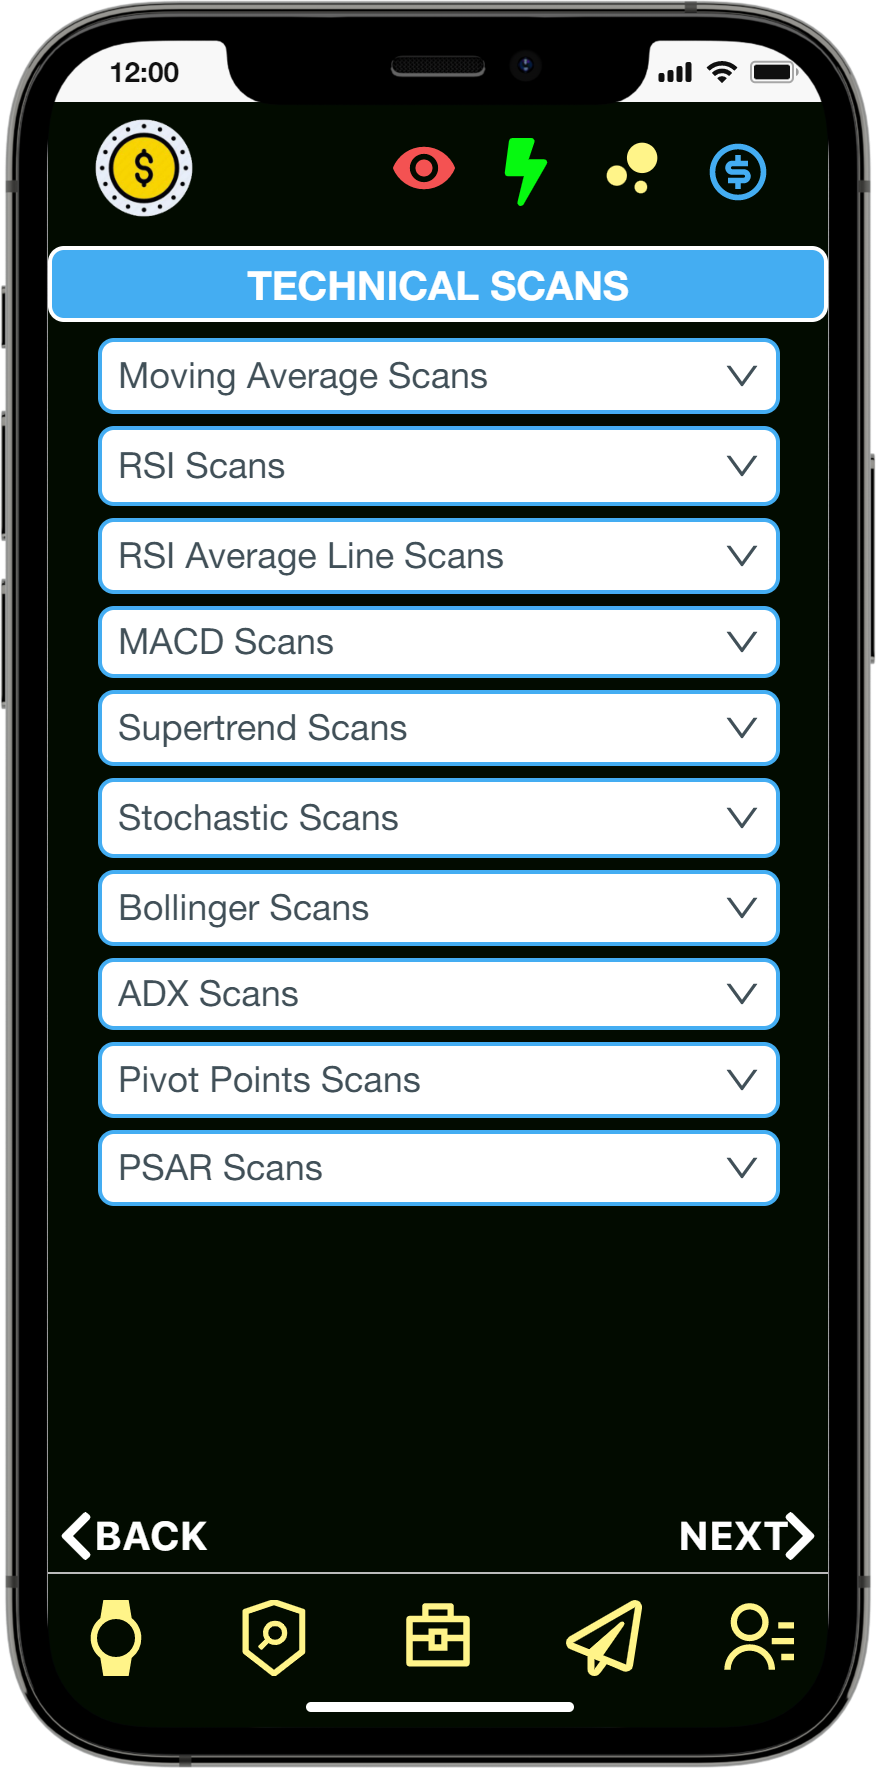 12:00
TECHNICAL SCANS
Moving Average Scans
RSI Scans
RSI Average Line Scans
MACD Scans
Supertrend Scans
Stochastic Scans
Bollinger Scans
ADX Scans
Pivot Points Scans
PSAR Scans
BACK
NEXT